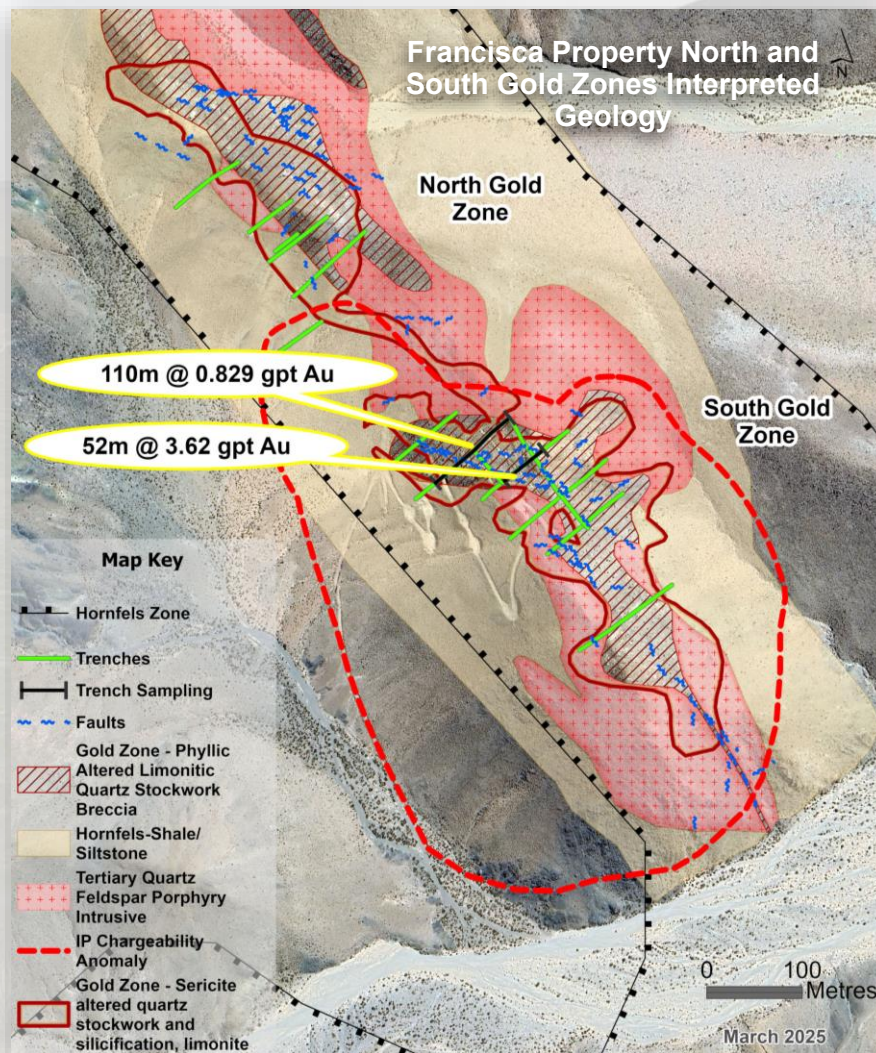 Francisca Property North and
South Gold Zones Interpreted
Geology
N
North Gold
Zone
110m @ 0.829 gpt Au
52m @ 3.62 gpt Au
South Gold
Zone
Map Key
Hornfels Zone
Trenches
Trench Sampling
Faults
Gold Zone - Phyllic
Altered Limonitic
Quartz Stockwork
Breccia
Hornfels-Shale/
Siltstone
Tertiary Quartz
Feldspar Porphyry
Intrusive
IP Chargeability
Anomaly
Gold Zone - Sericite
altered quartz
stockwork and
silicification, limonite
0 100
Metres
March 2025